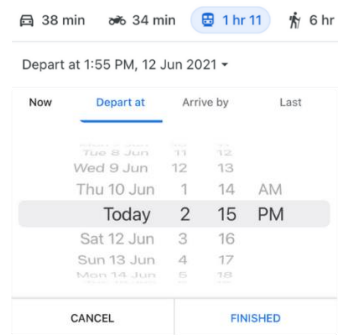 38 min 34 min 1 hr 11 6 hr
Depart at 1:55 PM, 12 Jun 2021
Now Depart at Arrive by Last
Tue 8 Jun 11 12
Wed 9 Jun 12 13
Thu 10 Jun 1 14 AM
Today 2 15 PM
Sat 12 Jun 3 16
Sun 13 Jun 4 17
Mon 14 Jun 5 18
CANCEL FINISHED